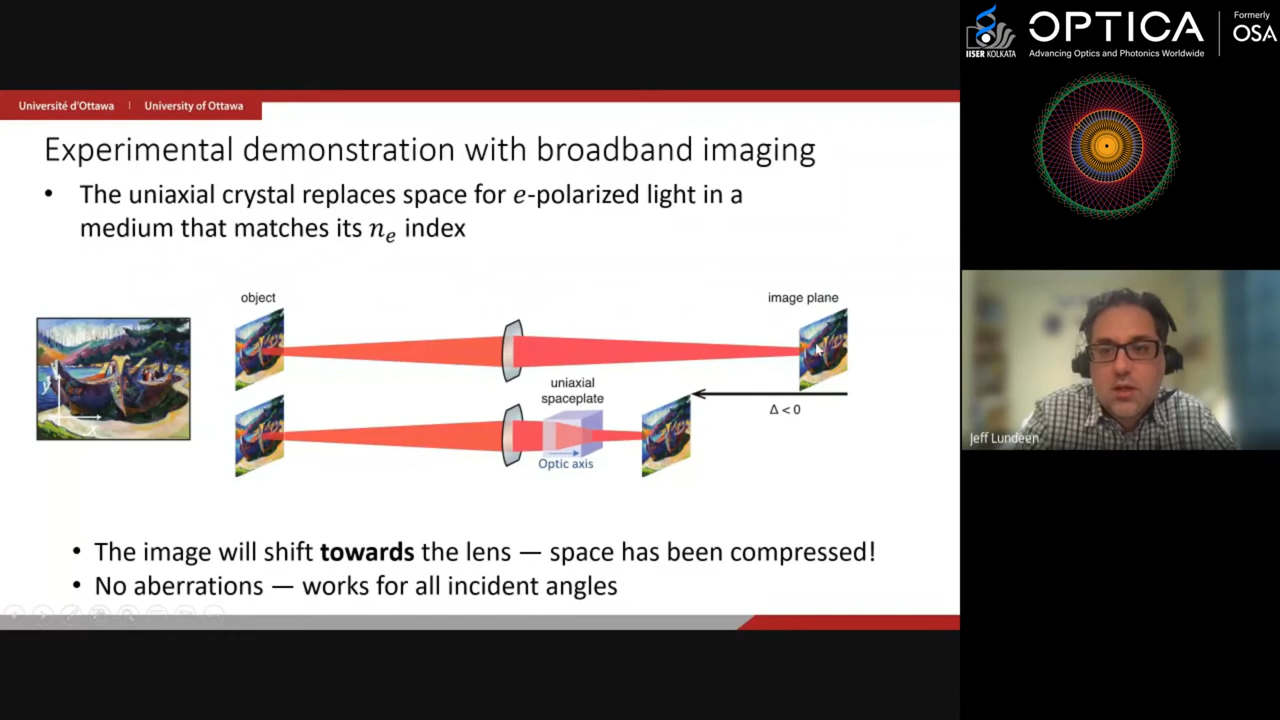 Université d'Ottawa | University of Ottawa
Experimental demonstration with broadband imaging
• The uniaxial crystal replaces space for e-polarized light in a
medium that matches its nₑ index
object
image plane
y
x
uniaxial
spaceplate
Δ < 0
Optic axis
• The image will shift towards the lens — space has been compressed!
• No aberrations — works for all incident angles
IISER KOLKATA
OPTICA
Advancing Optics and Photonics Worldwide
Formerly
OSA
Jeff Lundeen